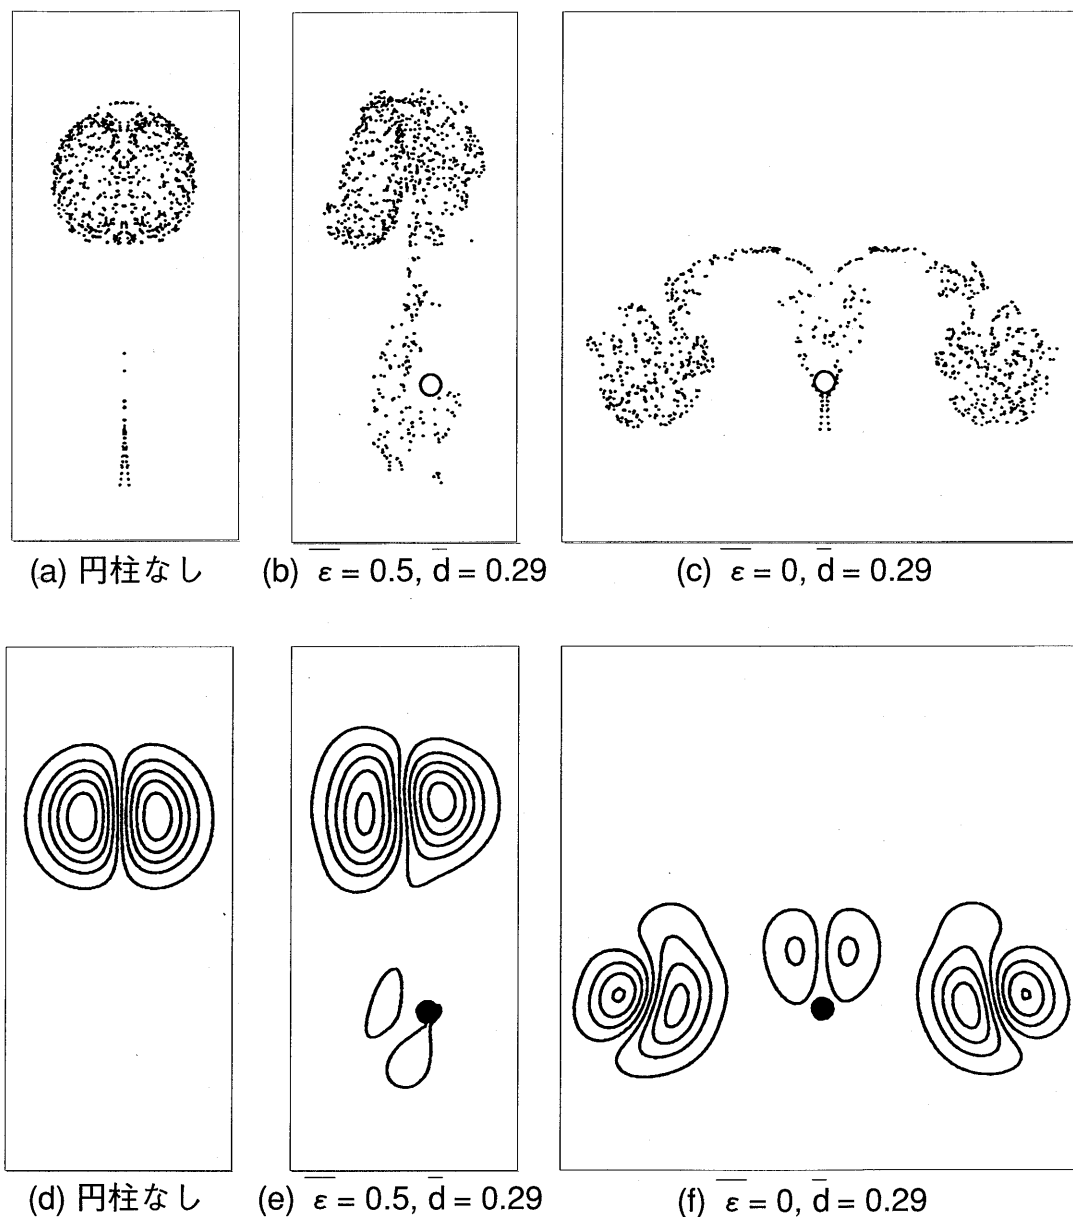 (a) 円柱なし
(b) ε̅ = 0.5, d̅ = 0.29
(c) ε̅ = 0, d̅ = 0.29
(d) 円柱なし
(e) ε̅ = 0.5, d̅ = 0.29
(f) ε̅ = 0, d̅ = 0.29